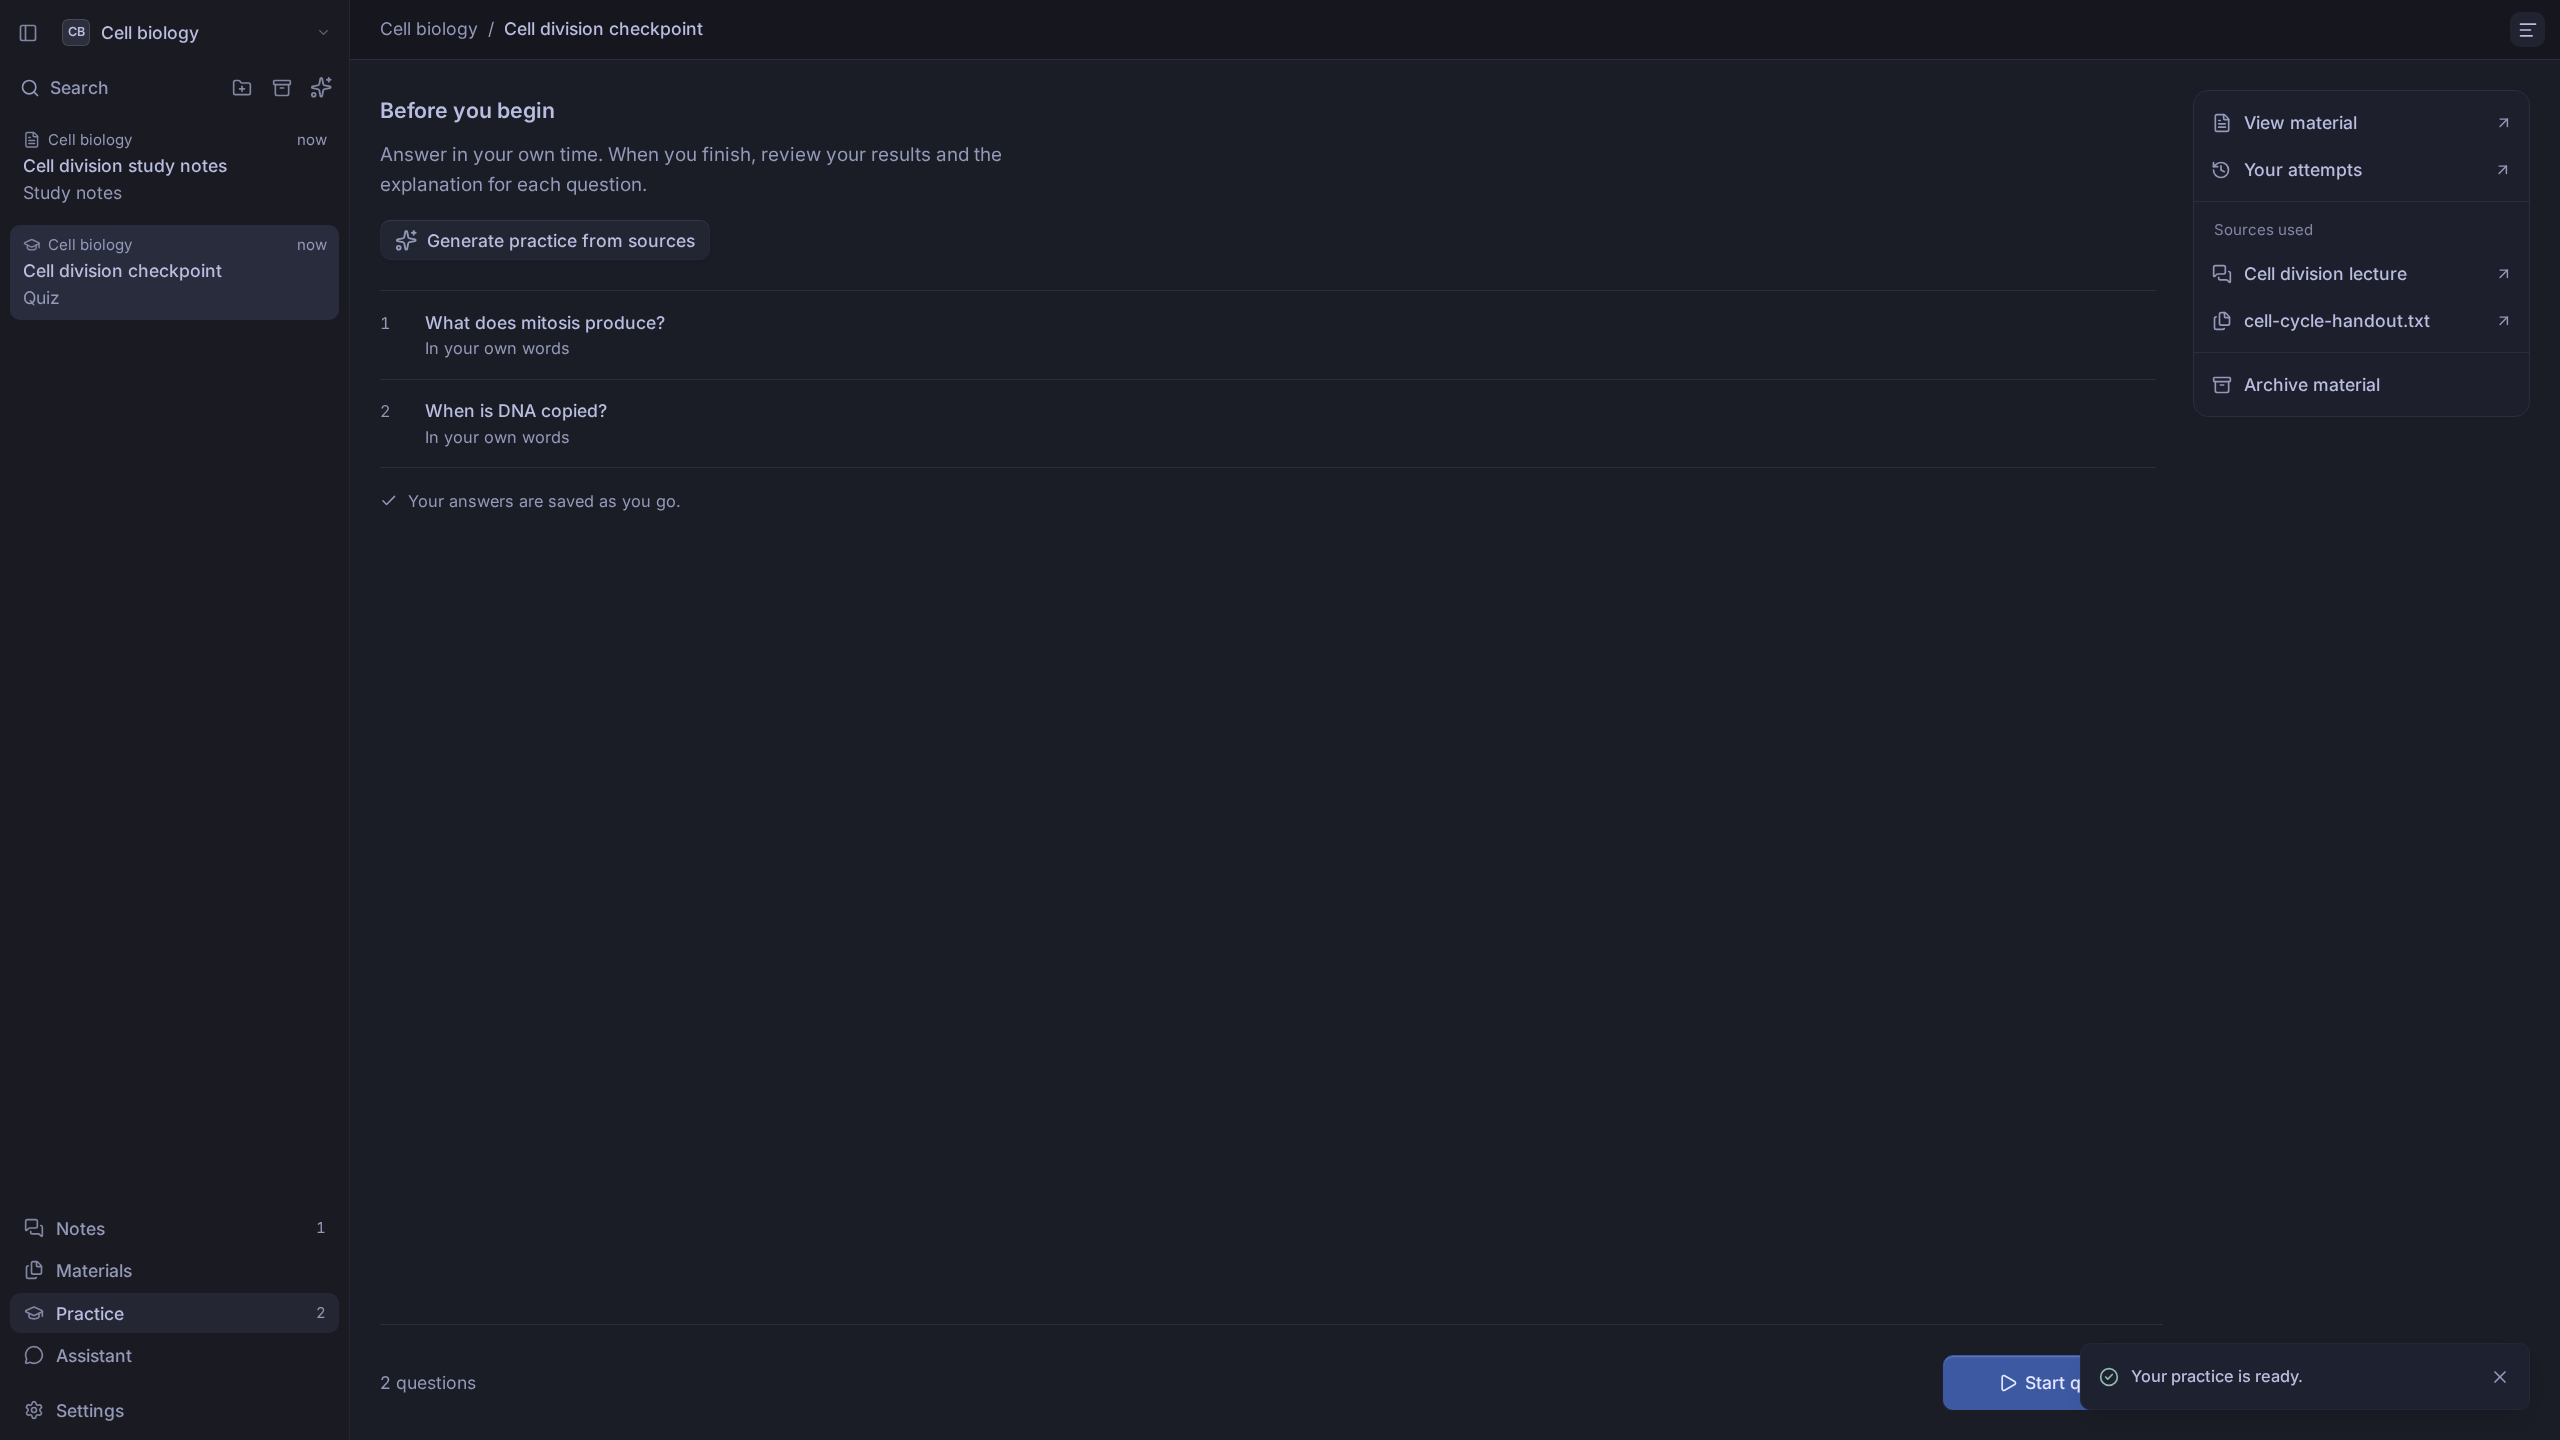 CB Cell biology
Search
Cell biology now
Cell division study notes
Study notes
Cell biology now
Cell division checkpoint
Quiz
Notes 1
Materials
Practice 2
Assistant
Settings
Cell biology / Cell division checkpoint
Before you begin
Answer in your own time. When you finish, review your results and the
explanation for each question.
Generate practice from sources
1 What does mitosis produce?
In your own words
2 When is DNA copied?
In your own words
Your answers are saved as you go.
2 questions
Start q
View material
Your attempts
Sources used
Cell division lecture
cell-cycle-handout.txt
Archive material
Your practice is ready.